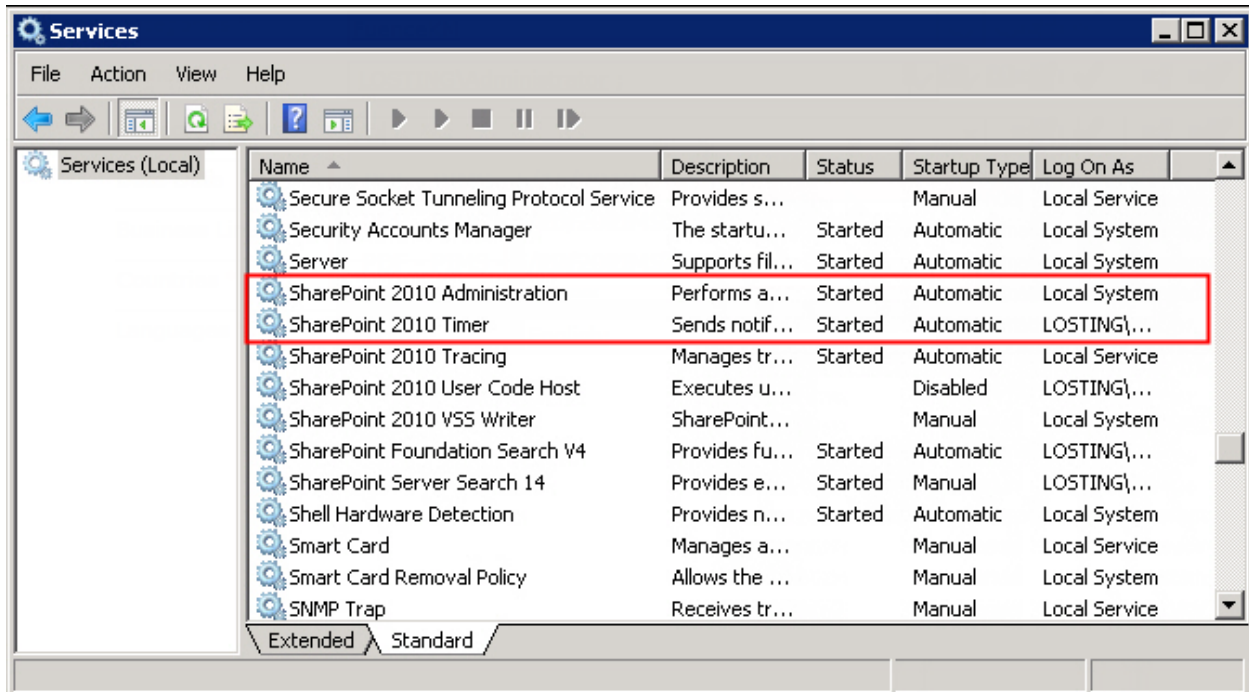 Services
File Action View Help
Services (Local)
Name Description Status Startup Type Log On As
Secure Socket Tunneling Protocol Service Provides s... Manual Local Service
Security Accounts Manager The startu... Started Automatic Local System
Server Supports fil... Started Automatic Local System
SharePoint 2010 Administration Performs a... Started Automatic Local System
SharePoint 2010 Timer Sends notif... Started Automatic LOSTING\...
SharePoint 2010 Tracing Manages tr... Started Automatic Local Service
SharePoint 2010 User Code Host Executes u... Disabled LOSTING\...
SharePoint 2010 VSS Writer SharePoint... Manual Local System
SharePoint Foundation Search V4 Provides fu... Started Automatic LOSTING\...
SharePoint Server Search 14 Provides e... Started Manual LOSTING\...
Shell Hardware Detection Provides n... Started Automatic Local System
Smart Card Manages a... Manual Local Service
Smart Card Removal Policy Allows the ... Manual Local System
SNMP Trap Receives tr... Manual Local Service
Extended Standard